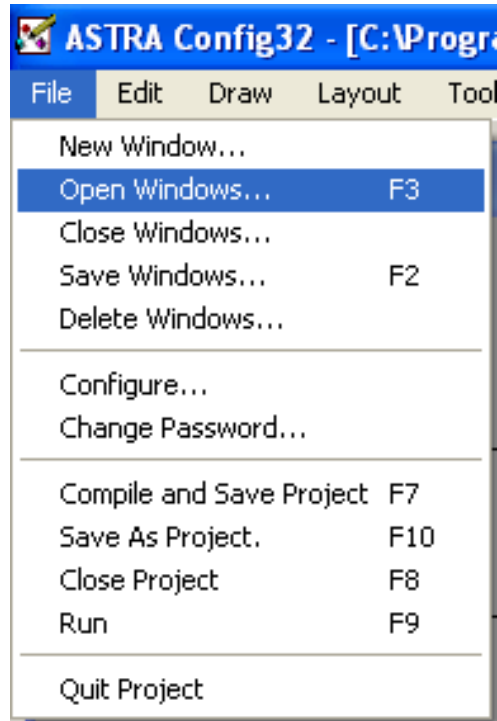 ASTRA Config32 - [C:\Progra
File Edit Draw Layout Tool
New Window...
Open Windows... F3
Close Windows...
Save Windows... F2
Delete Windows...
Configure...
Change Password...
Compile and Save Project F7
Save As Project. F10
Close Project F8
Run F9
Quit Project